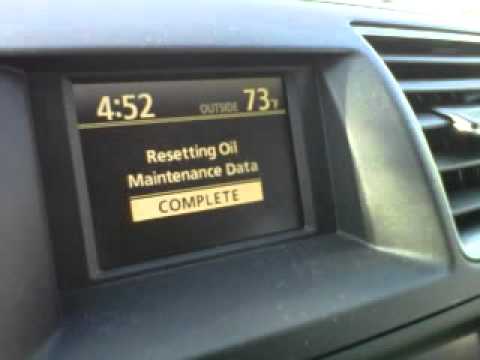 4:52 OUTSIDE 73°F
Resetting Oil
Maintenance Data
COMPLETE